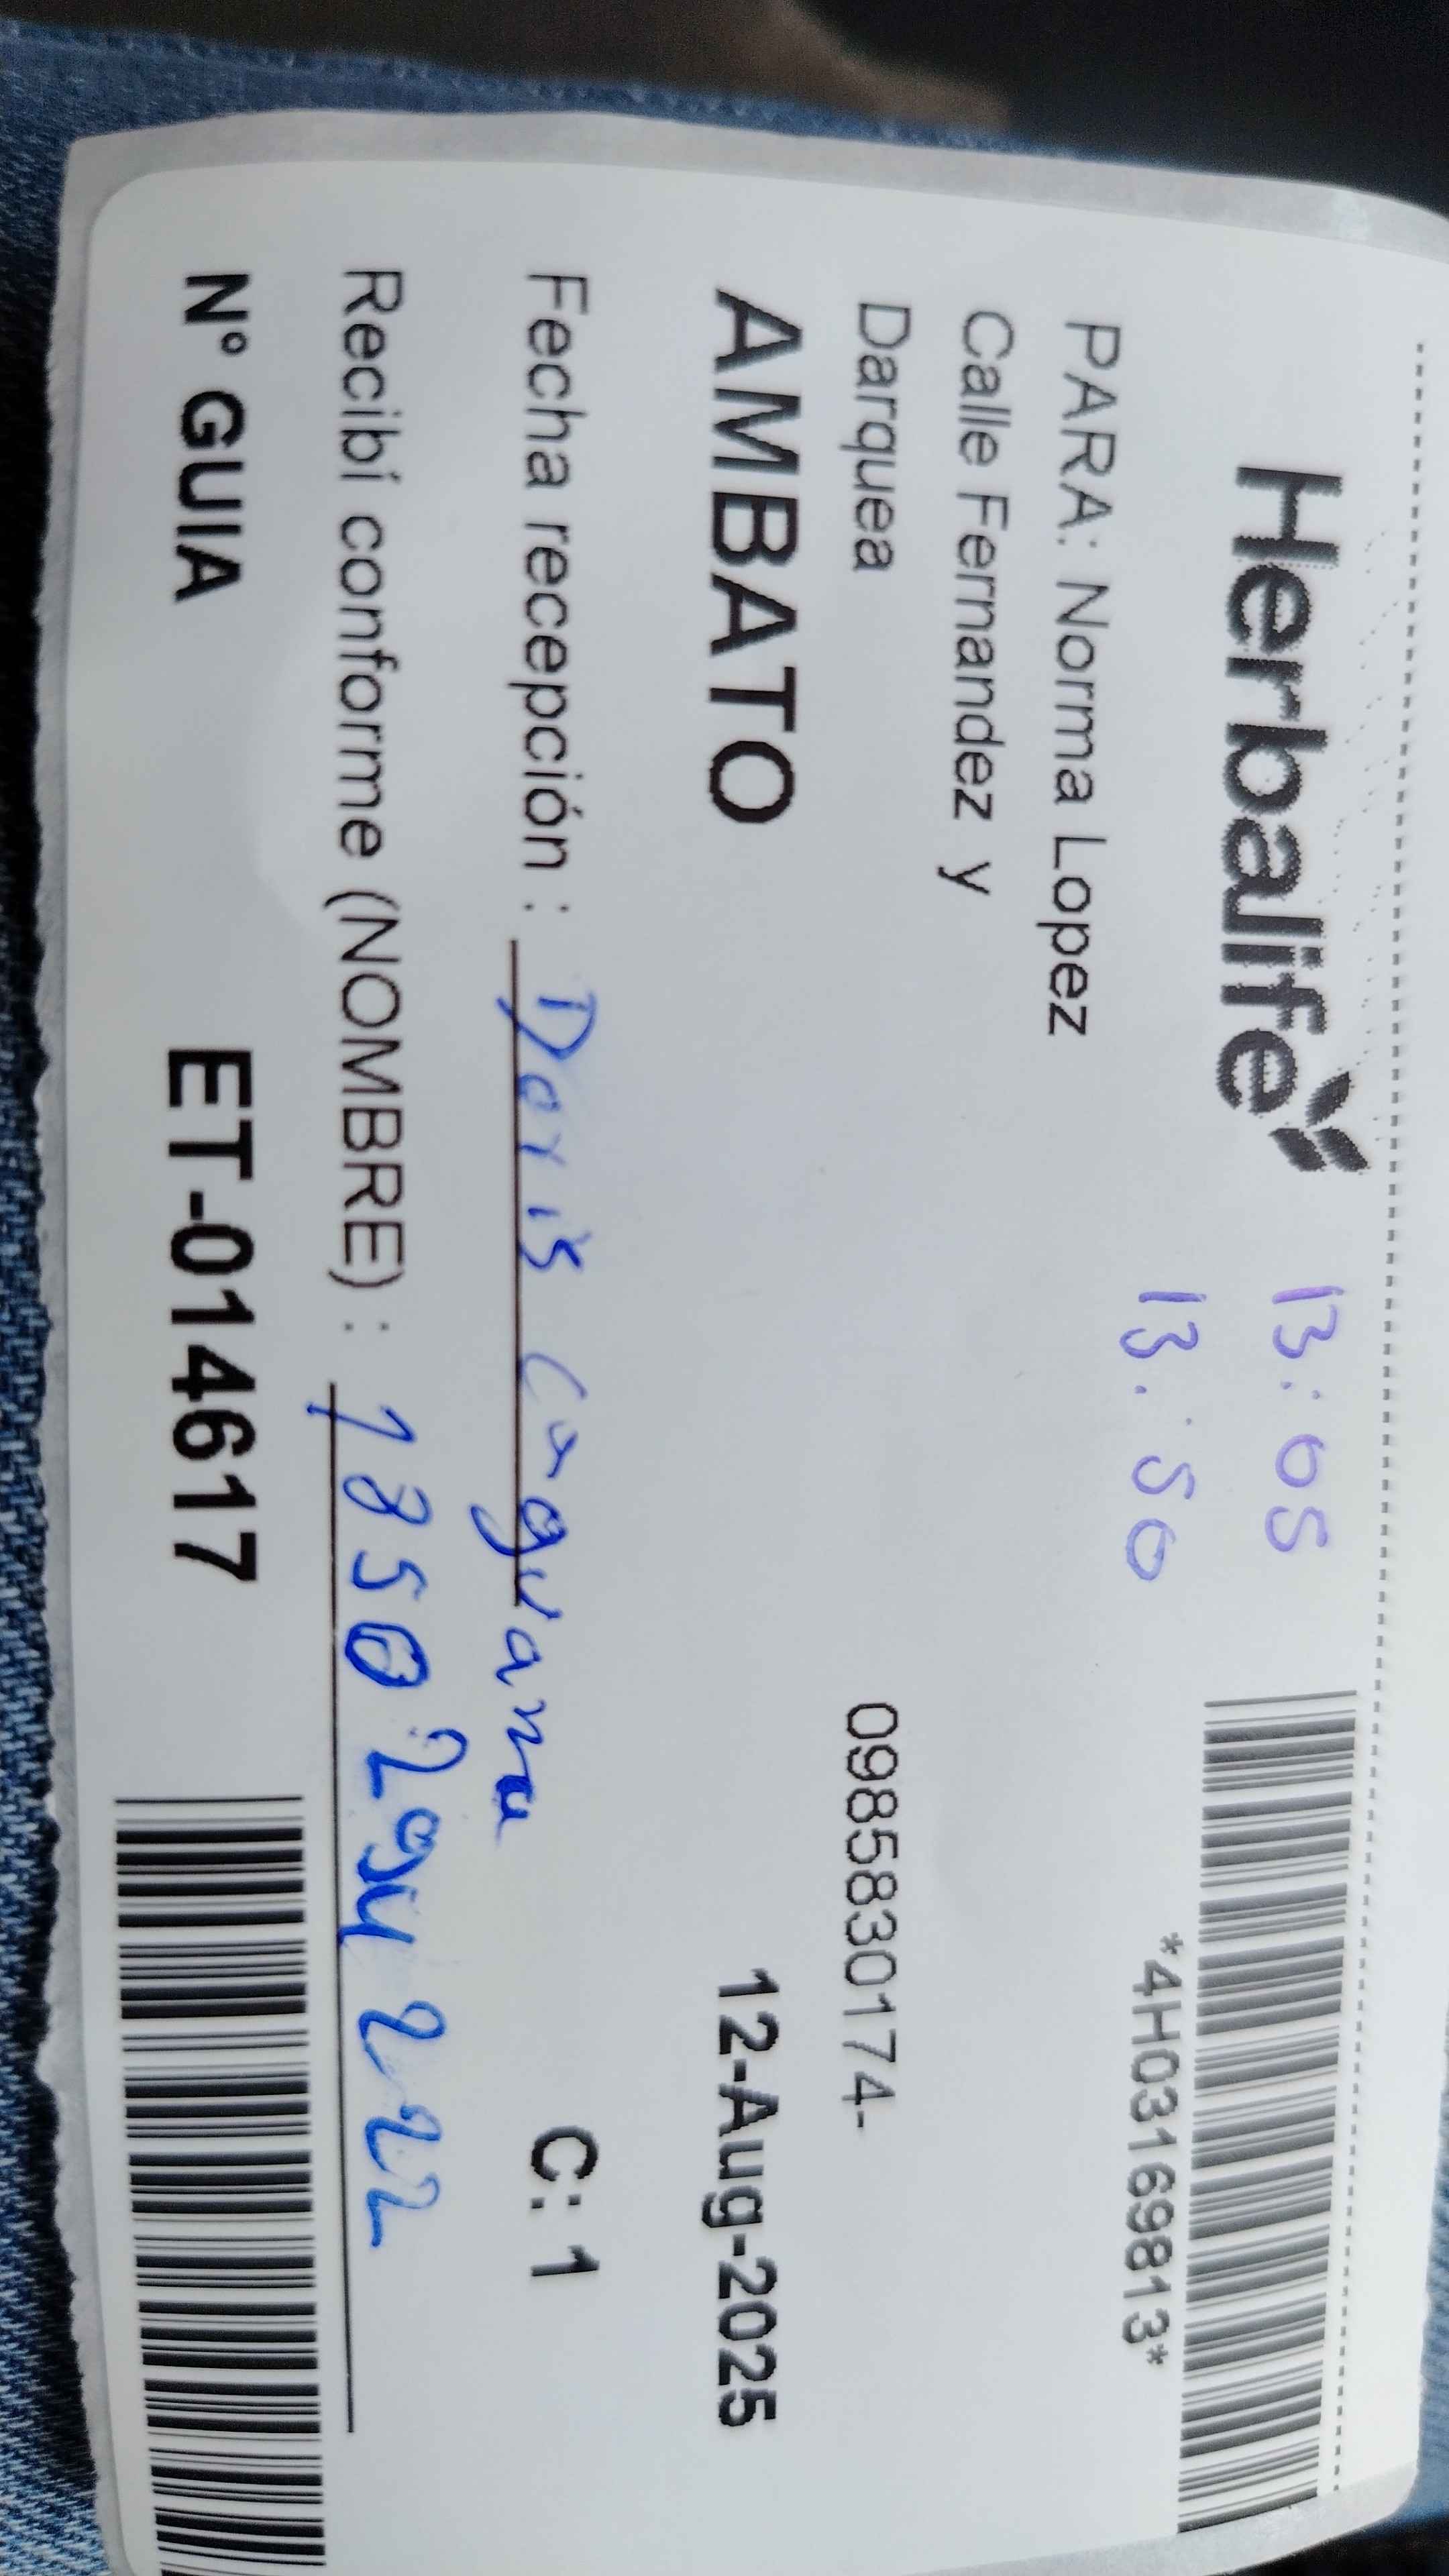 Herbalife
13:05
13:50
*4H03169813*
PARA: Norma Lopez
Calle Fernandez y
Darquea
0985830174-
AMBATO
12-Aug-2025
Fecha recepción : Doris Caguana
C: 1
Recibí conforme (NOMBRE) : 1850294222
N° GUIA ET-014617